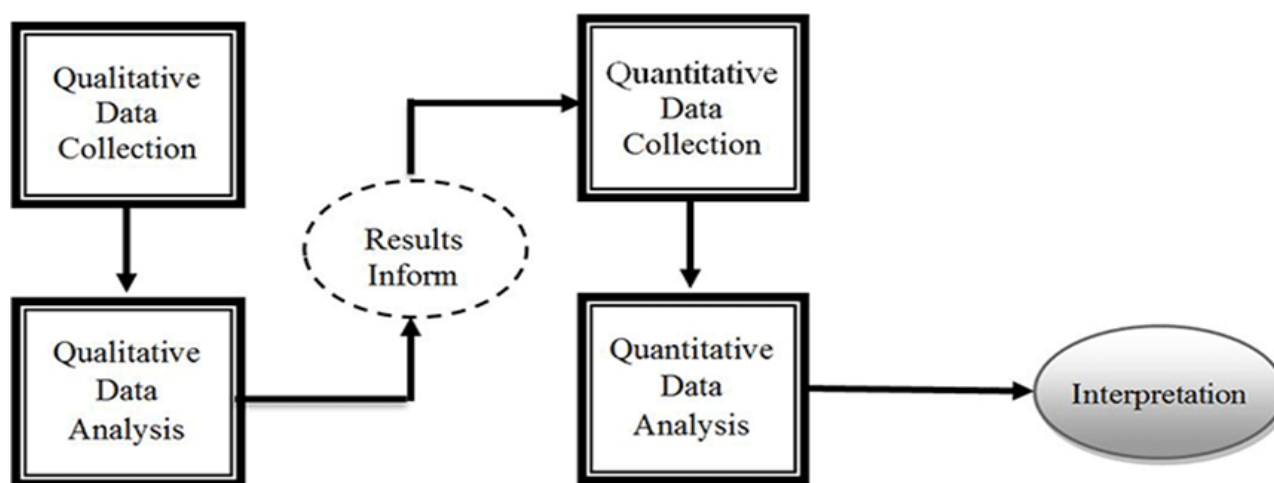 Qualitative
Data
Collection
Qualitative
Data
Analysis
Results
Inform
Quantitative
Data
Collection
Quantitative
Data
Analysis
Interpretation